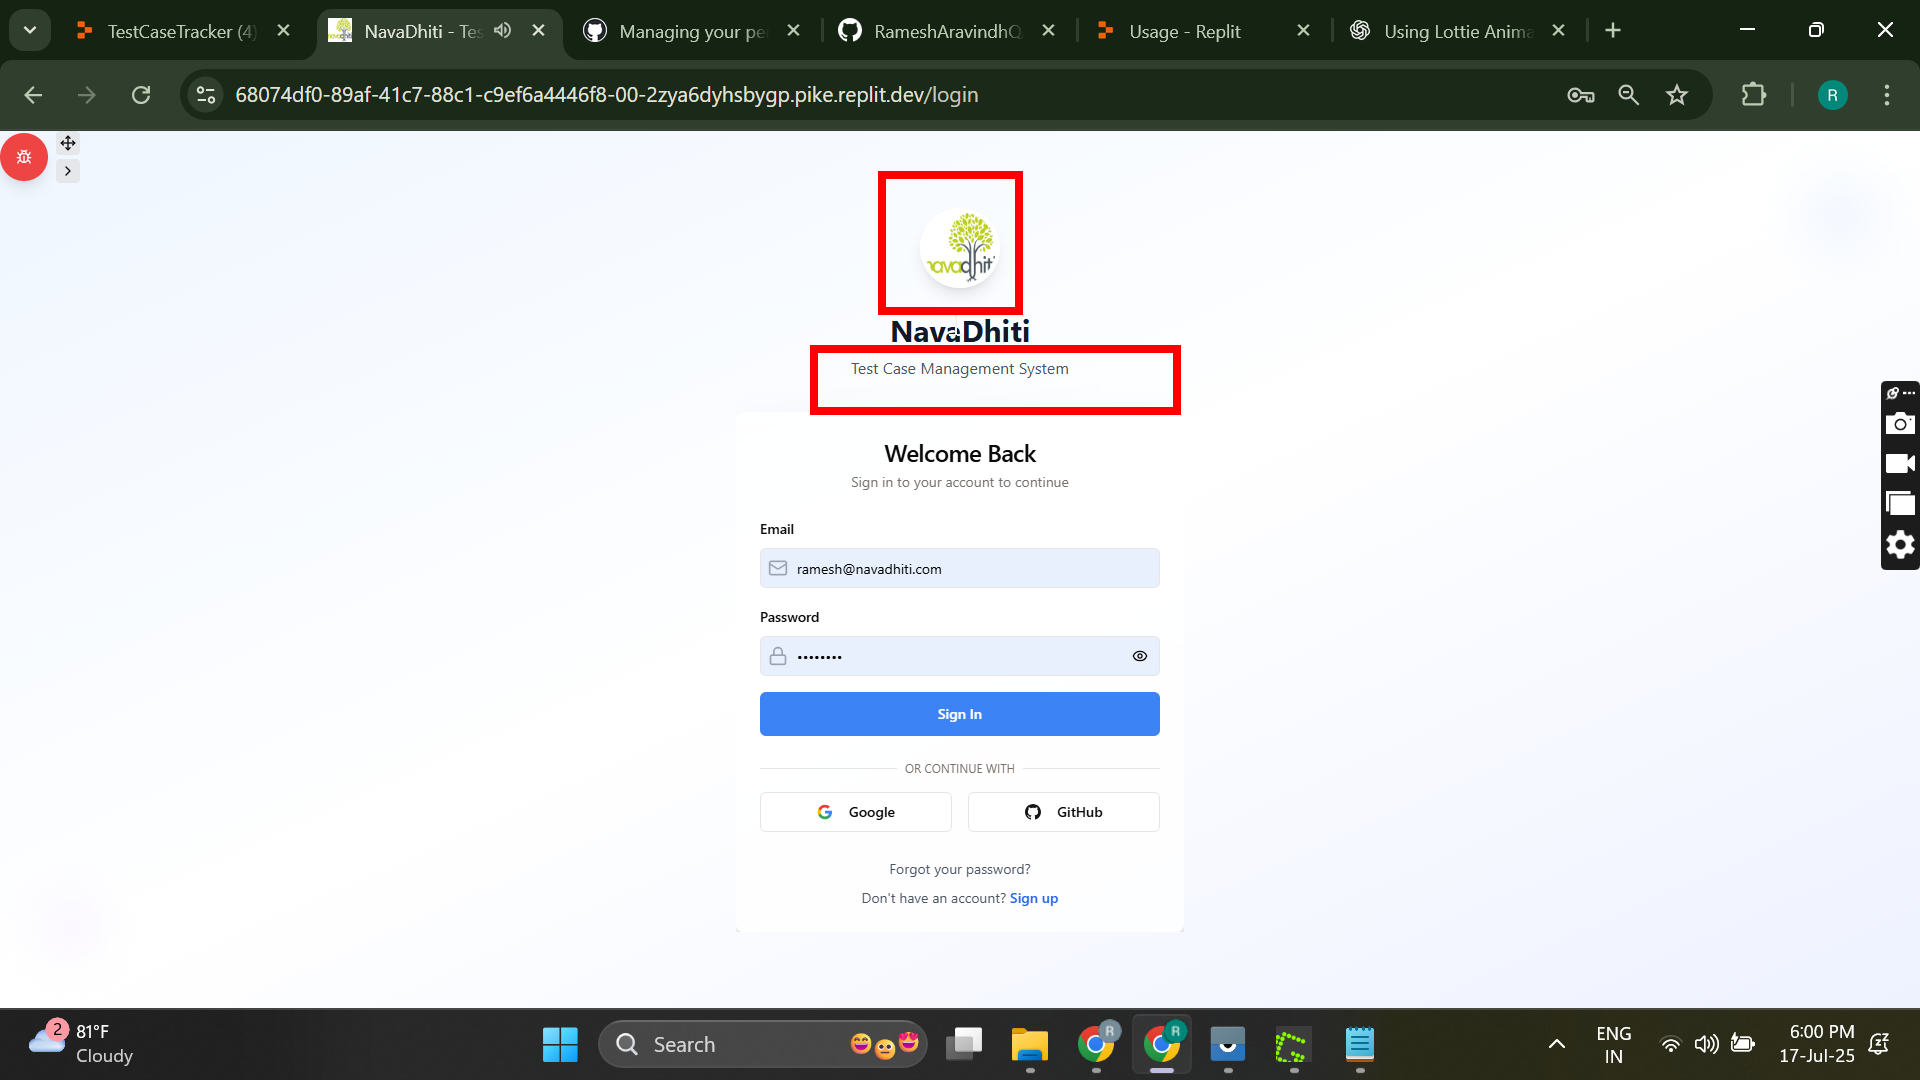 TestCaseTracker (4)
NavaDhiti - Tes
Managing your pe
RameshAravindhQ
Usage - Replit
Using Lottie Anima
68074df0-89af-41c7-88c1-c9ef6a4446f8-00-2zya6dyhsbygp.pike.replit.dev/login
R
navadhiti
NavaDhiti
Test Case Management System
Welcome Back
Sign in to your account to continue
Email
ramesh@navadhiti.com
Password
••••••••
Sign In
OR CONTINUE WITH
Google
GitHub
Forgot your password?
Don't have an account? Sign up
2
81°F
Cloudy
Search
R
R
ENG
IN
6:00 PM
17-Jul-25